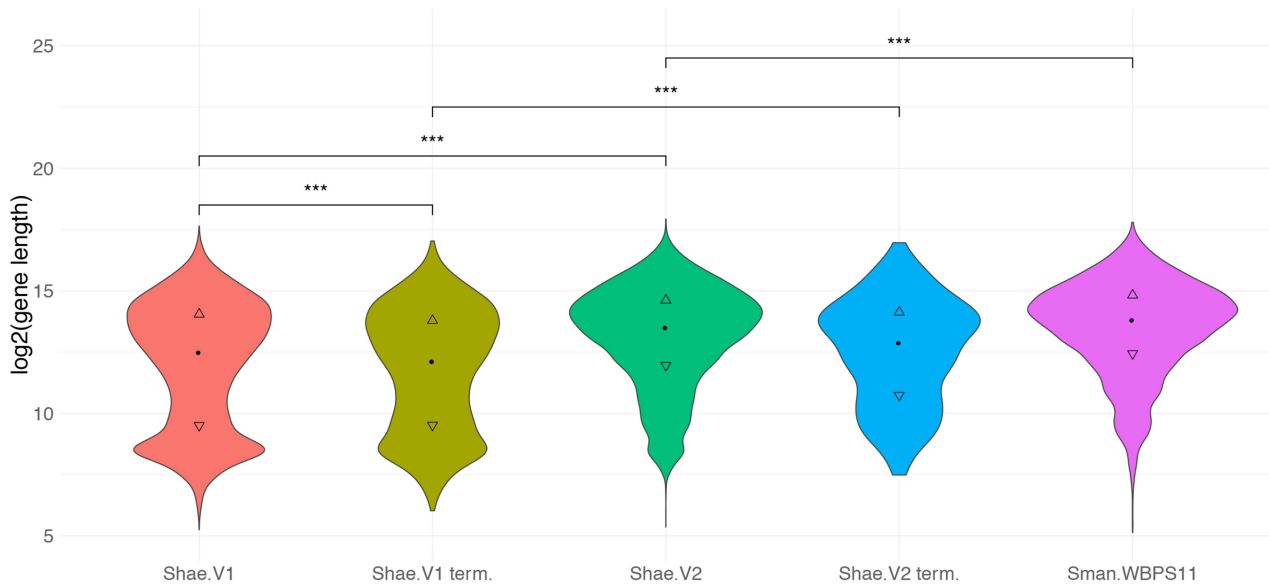 log2(gene length)
25
20
15
10
5
***
***
***
***
Shae.V1
Shae.V1 term.
Shae.V2
Shae.V2 term.
Sman.WBPS11